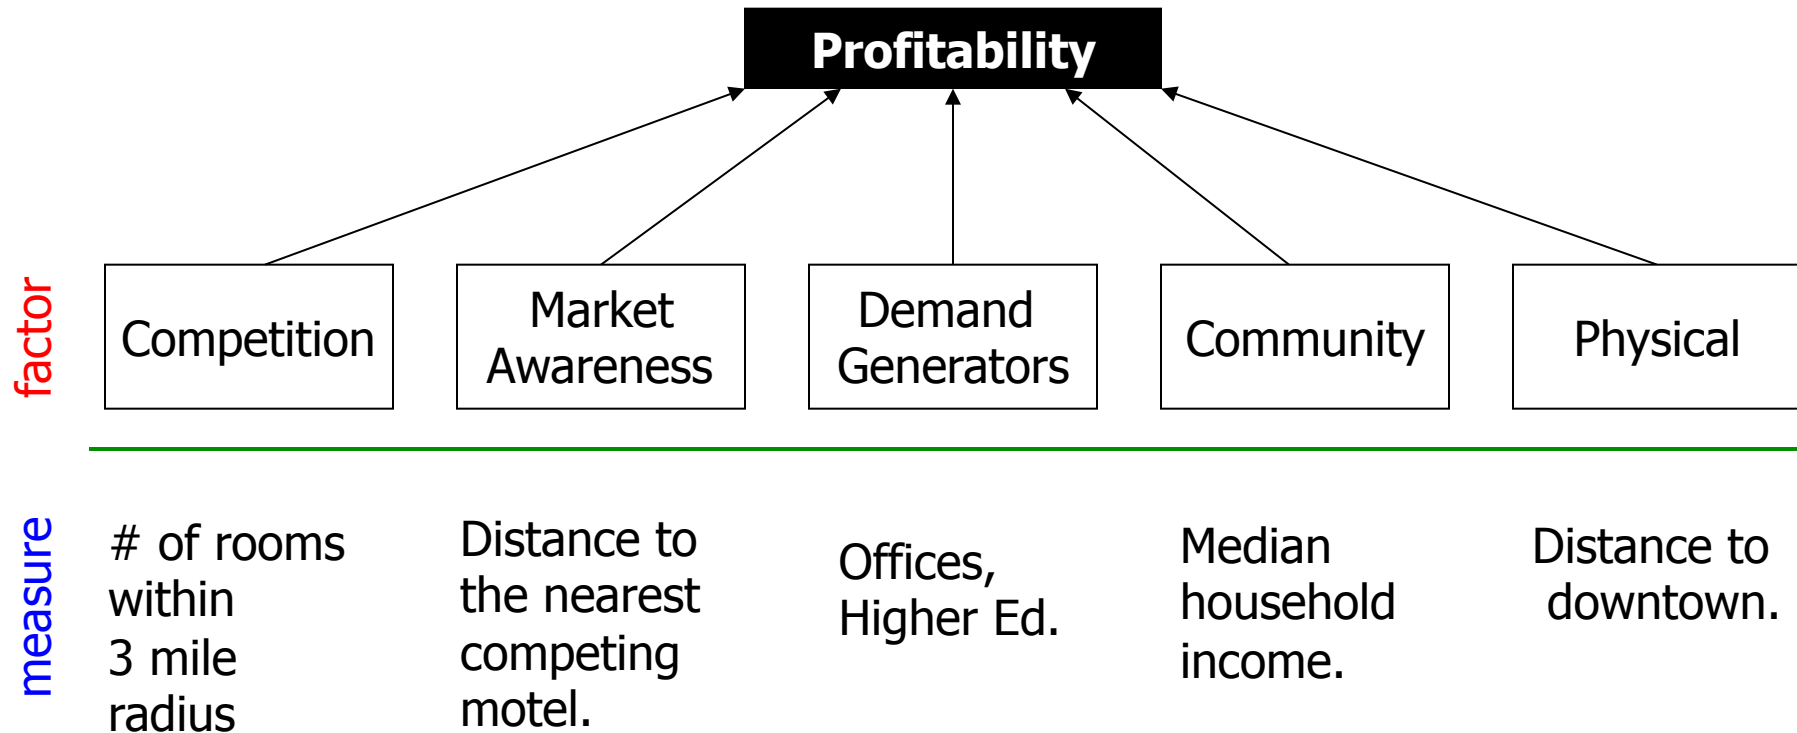 Profitability
factor
Competition
Market
Awareness
Demand
Generators
Community
Physical
measure
# of rooms
within
3 mile
radius
Distance to
the nearest
competing
motel.
Offices,
Higher Ed.
Median
household
income.
Distance to
downtown.